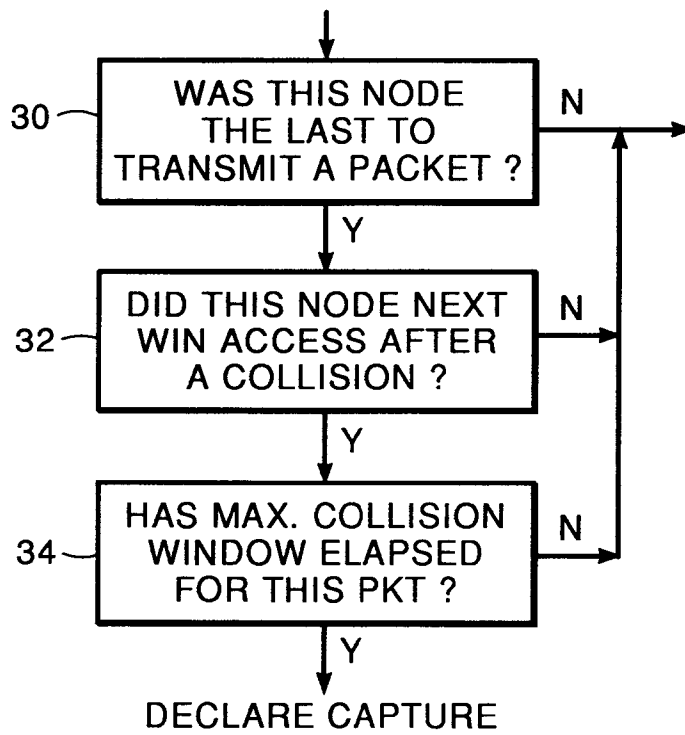 30
WAS THIS NODE
THE LAST TO
TRANSMIT A PACKET ?
N
Y
32
DID THIS NODE NEXT
WIN ACCESS AFTER
A COLLISION ?
N
Y
34
HAS MAX. COLLISION
WINDOW ELAPSED
FOR THIS PKT ?
N
Y
DECLARE CAPTURE